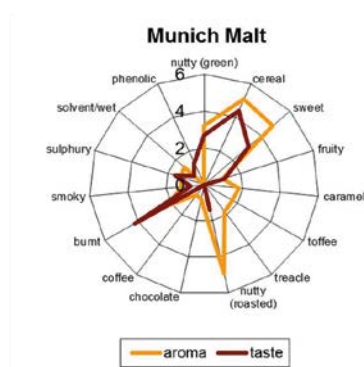 Munich Malt
nutty (green)
6
phenolic
cereal
solvent/wet
4
sweet
sulphury
2
fruity
smoky
0
caramel
burnt
toffee
coffee
treacle
chocolate
nutty
(roasted)
aroma
taste